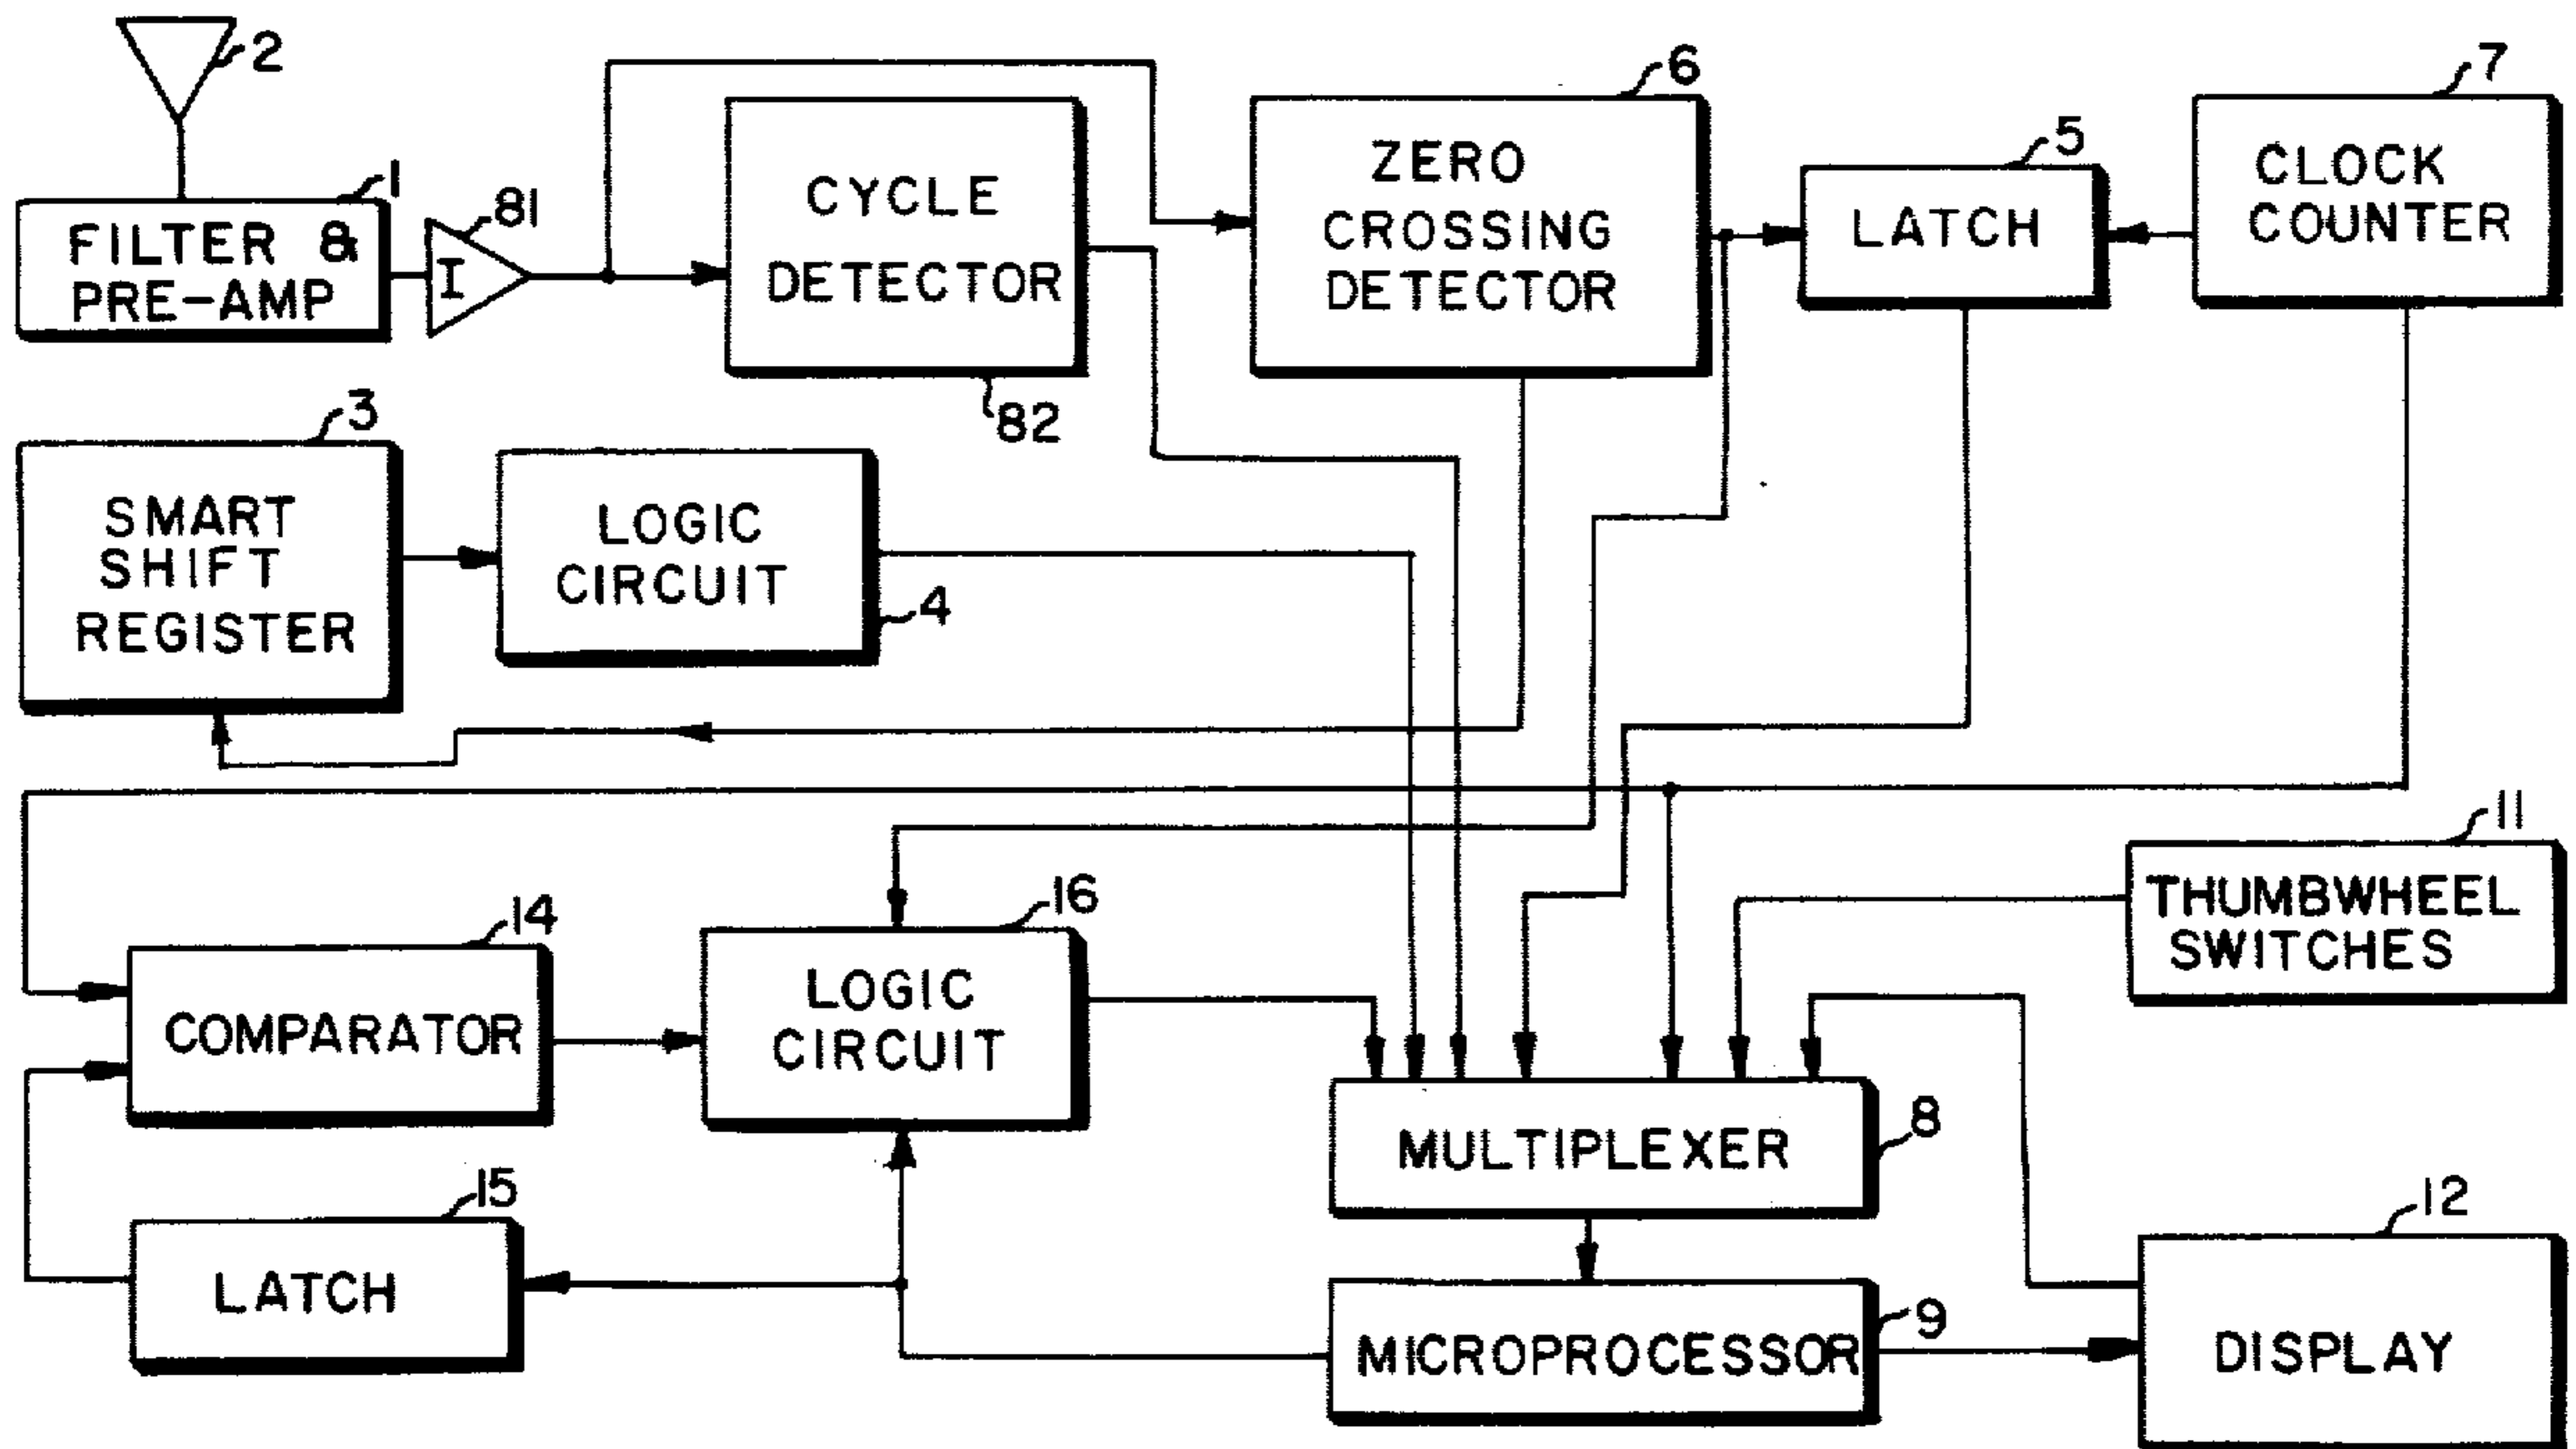 2
1
FILTER &
PRE-AMP
81
I
CYCLE
DETECTOR
82
6
ZERO
CROSSING
DETECTOR
5
LATCH
7
CLOCK
COUNTER
3
SMART
SHIFT
REGISTER
LOGIC
CIRCUIT
4
11
THUMBWHEEL
SWITCHES
14
COMPARATOR
16
LOGIC
CIRCUIT
MULTIPLEXER
8
15
LATCH
MICROPROCESSOR
9
12
DISPLAY